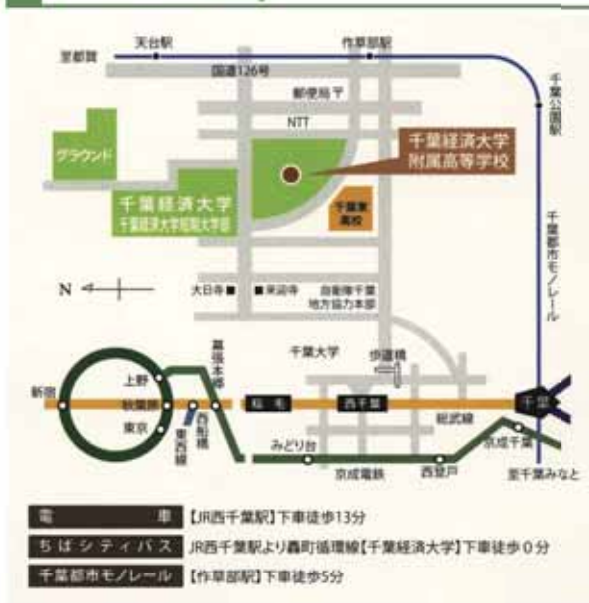 天台駅
作草部駅
至都賀
国道126号
千葉公園駅
郵便局〒
NTT
グラウンド
千葉経済大学
附属高等学校
千葉経済大学
千葉経済大学短期大学部
千葉東
高校
千葉都市モノレール
N
大日寺■
■来迎寺
自衛隊千葉
地方協力本部
幕張本郷
千葉大学
歩道橋
上野
新宿
秋葉原
稲毛
西千葉
千葉
東京
東西線
西船橋
総武線
京成千葉
みどり台
京成電鉄
西登戸
至千葉みなと
電車 【JR西千葉駅】下車徒歩13分
ちばシティバス JR西千葉駅より轟町循環線【千葉経済大学】下車徒歩0分
千葉都市モノレール 【作草部駅】下車徒歩5分